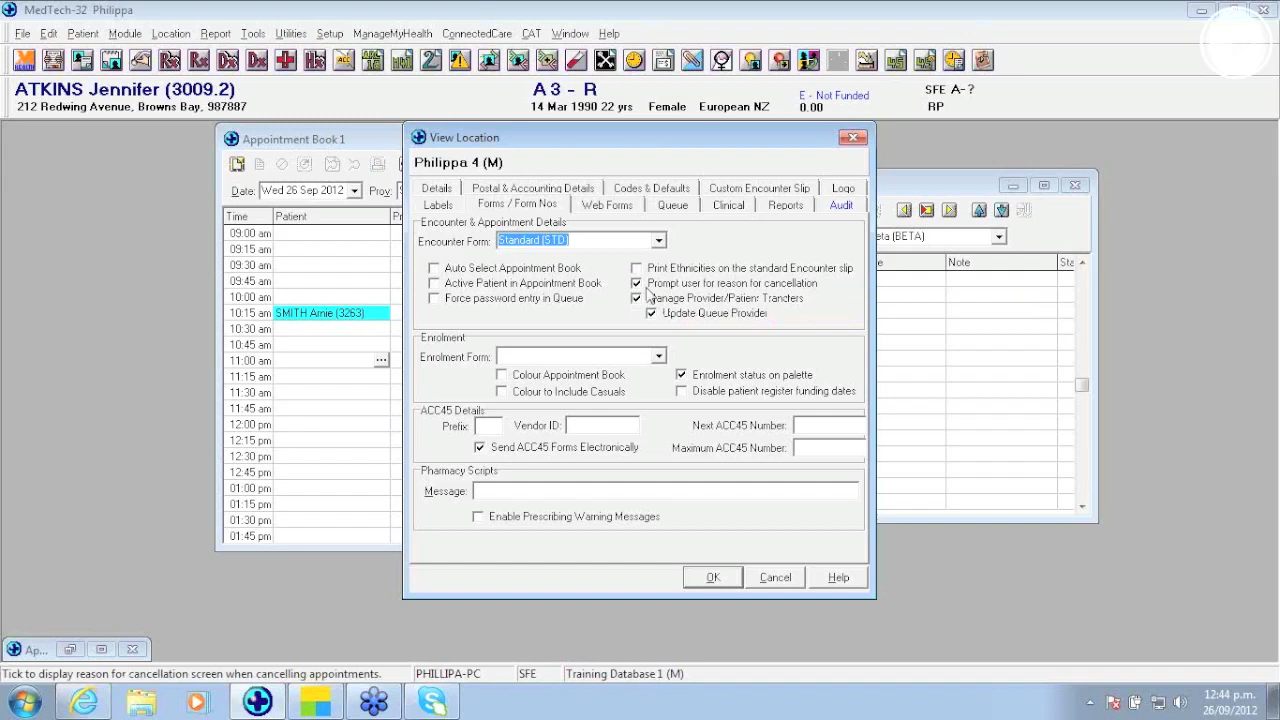 MedTech-32 Philippa
File Edit Patient Module Location Report Tools Utilities Setup ManageMyHealth ConnectedCare CAT Window Help
ATKINS Jennifer (3009.2) A 3 - R E - Not Funded SFE A-?
212 Redwing Avenue, Browns Bay, 987887 14 Mar 1990 22 yrs Female European NZ 0.00 RP
Appointment Book 1
Date: Wed 26 Sep 2012 Prov:
Time Patient
09:00 am
09:15 am
09:30 am
09:45 am
10:00 am
10:15 am SMITH Arnie (3263)
10:30 am
10:45 am
11:00 am ...
11:15 am
11:30 am
11:45 am
12:00 pm
12:15 pm
12:30 pm
12:45 pm
01:00 pm
01:15 pm
01:30 pm
01:45 pm
View Location
Philippa 4 (M)
Details Postal & Accounting Details Codes & Defaults Custom Encounter Slip Logo
Labels Forms / Form Nos Web Forms Queue Clinical Reports Audit
Encounter & Appointment Details
Encounter Form: Standard (STD)
Auto Select Appointment Book Print Ethnicities on the standard Encounter slip
Active Patient in Appointment Book Prompt user for reason for cancellation
Force password entry in Queue Manage Provider/Patient Transfers
Update Queue Provider
Enrolment
Enrolment Form:
Colour Appointment Book Enrolment status on palette
Colour to Include Casuals Disable patient register funding dates
ACC45 Details
Prefix: Vendor ID: Next ACC45 Number:
Send ACC45 Forms Electronically Maximum ACC45 Number:
Pharmacy Scripts
Message:
Enable Prescribing Warning Messages
OK Cancel Help
(BETA)
Note
Ap...
Tick to display reason for cancellation screen when cancelling appointments. PHILLIPA-PC SFE Training Database 1 (M)
12:44 p.m.
26/09/2012